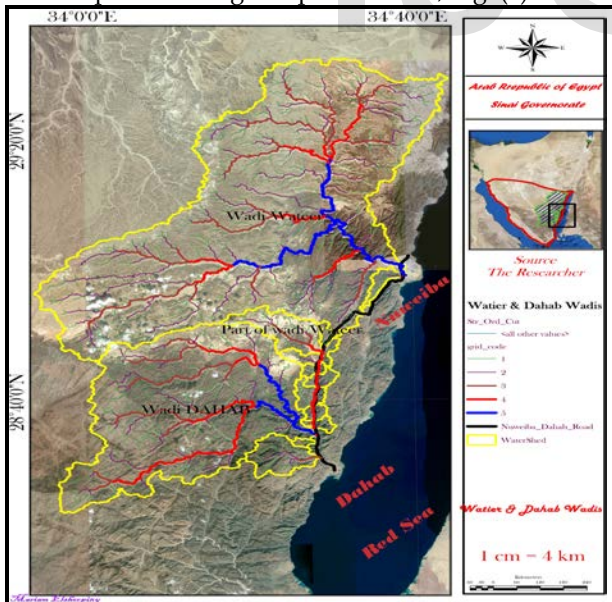 34°0'0"E
34°40'0"E
29°20'0"N
28°40'0"N
Wadi Wateer
Nuweiba
Part of wadi Wateer
Wadi DAHAB
Dahab
Red Sea
N
W
E
S
Arab Rrepublic of Egypt
Sinai Governorate
Source
The Researcher
Watier & Dahab Wadis
Str_Ord_Cut
<all other values>
grid_code
1
2
3
4
5
Nuweiba_Dahab_Road
WaterShed
Watier & Dahab Wadis
1 cm = 4 km
Kilometers